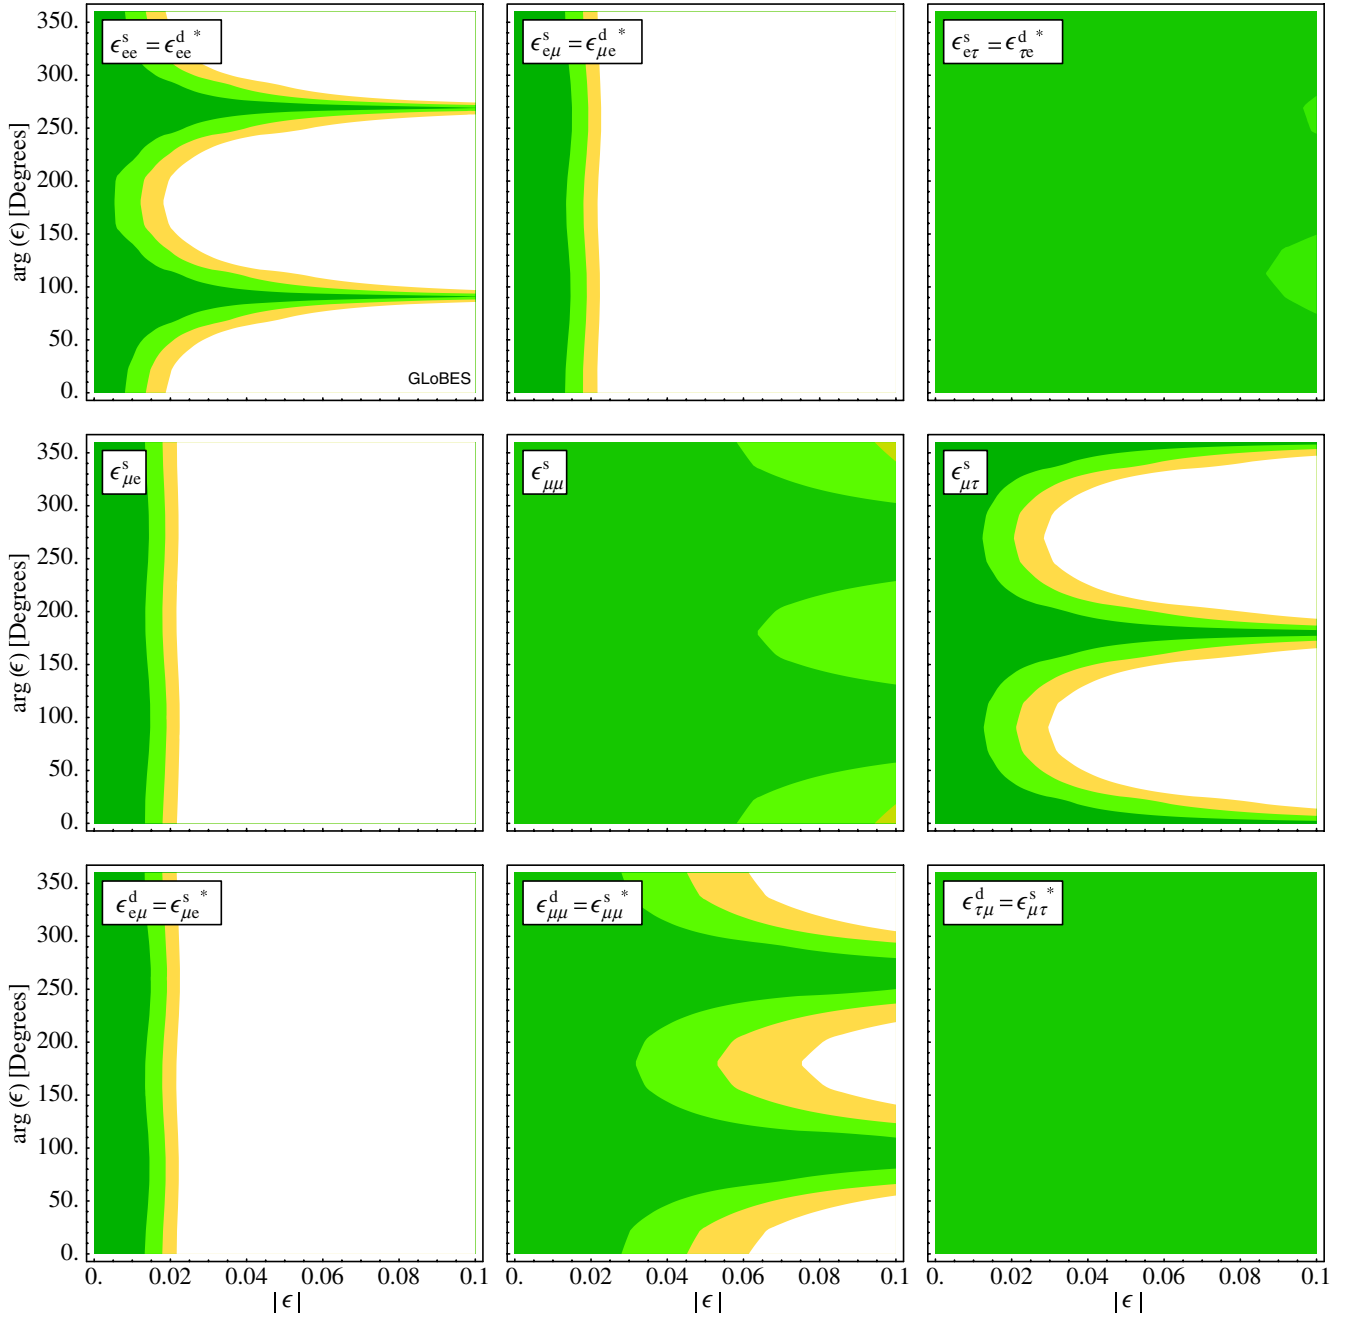 350.
300.
250.
200.
150.
100.
50.
0.
arg (ϵ) [Degrees]
ϵ^s_ee = ϵ^d_ee *
GLoBES
ϵ^s_eμ = ϵ^d_μe *
ϵ^s_eτ = ϵ^d_τe *
350.
300.
250.
200.
150.
100.
50.
0.
arg (ϵ) [Degrees]
ϵ^s_μe
ϵ^s_μμ
ϵ^s_μτ
350.
300.
250.
200.
150.
100.
50.
0.
arg (ϵ) [Degrees]
ϵ^d_eμ = ϵ^s_μe *
ϵ^d_μμ = ϵ^s_μμ *
ϵ^d_τμ = ϵ^s_μτ *
0. 0.02 0.04 0.06 0.08 0.1
0. 0.02 0.04 0.06 0.08 0.1
0. 0.02 0.04 0.06 0.08 0.1
|ϵ|
|ϵ|
|ϵ|